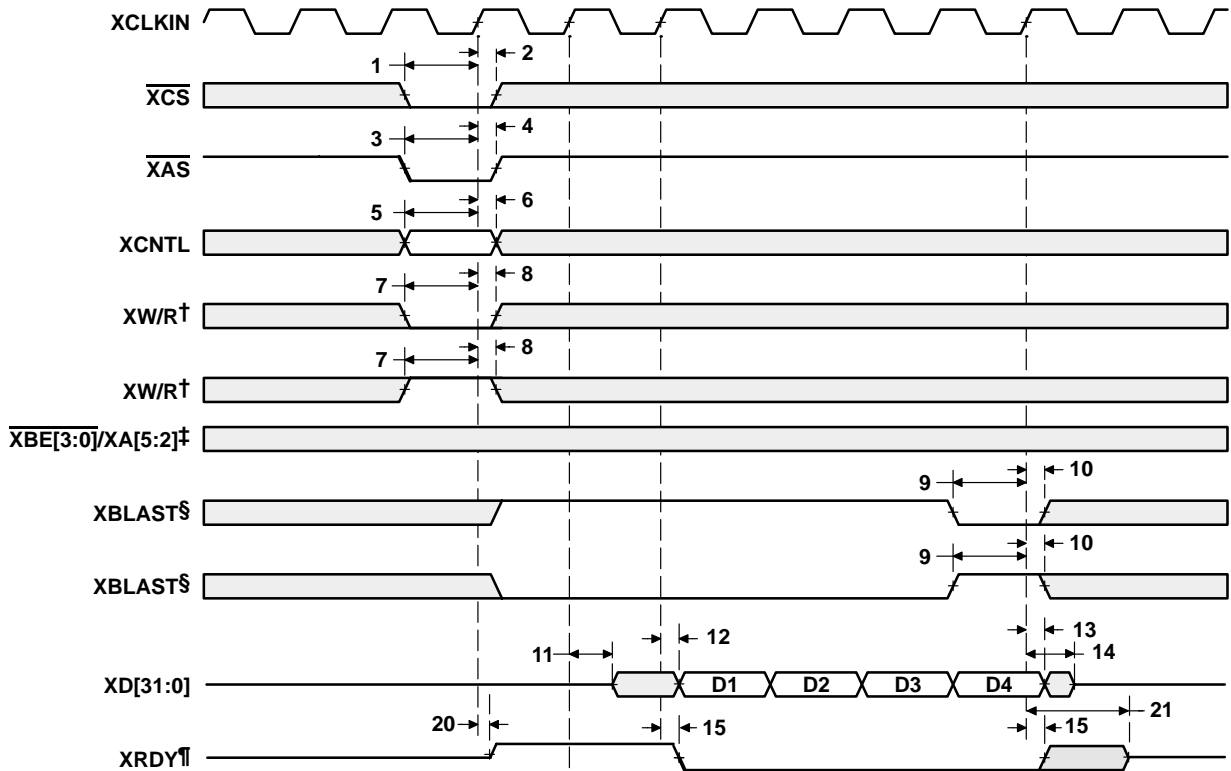 XCLKIN
1 2
XCS
3 4
XAS
5 6
XCNTL
7 8
XW/R†
7 8
XW/R†
XBE[3:0]/XA[5:2]‡
9 10
XBLAST§
9 10
XBLAST§
11 12 13
14
XD[31:0] D1 D2 D3 D4
20 15 15 21
XRDY¶